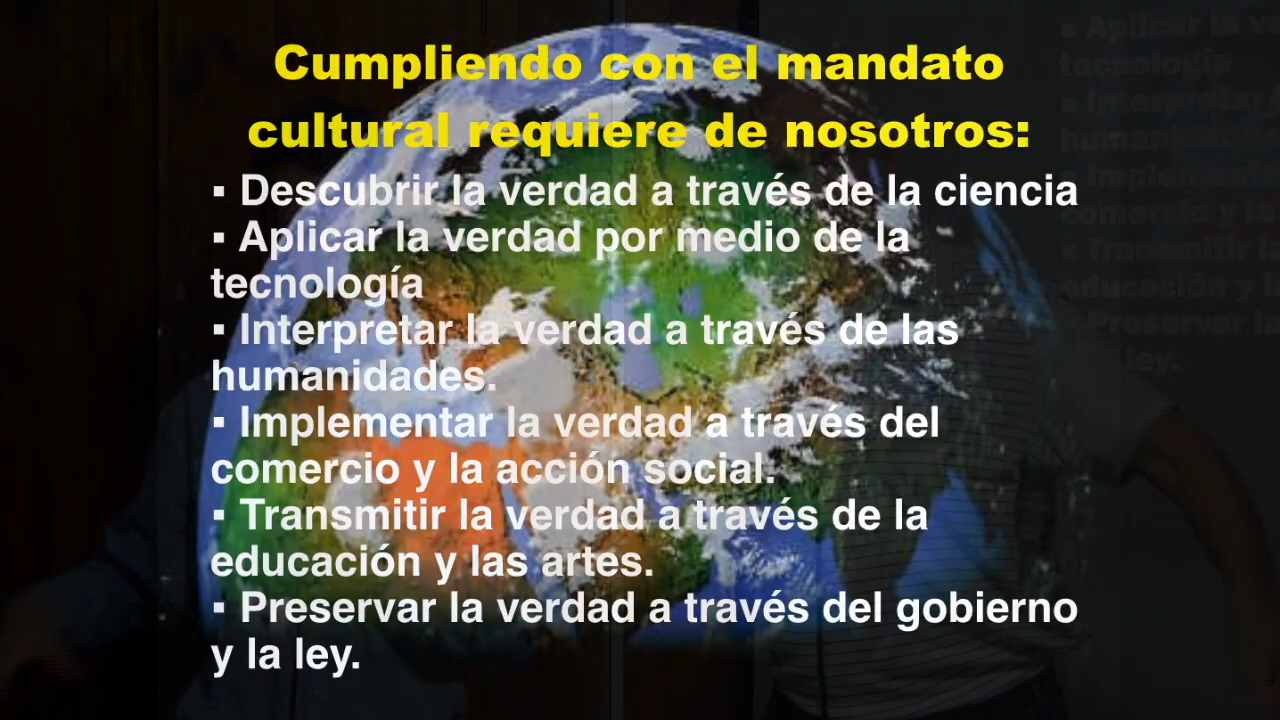 Cumpliendo con el mandato
cultural requiere de nosotros:
▪ Descubrir la verdad a través de la ciencia
▪ Aplicar la verdad por medio de la
tecnología
▪ Interpretar la verdad a través de las
humanidades.
▪ Implementar la verdad a través del
comercio y la acción social.
▪ Transmitir la verdad a través de la
educación y las artes.
▪ Preservar la verdad a través del gobierno
y la ley.